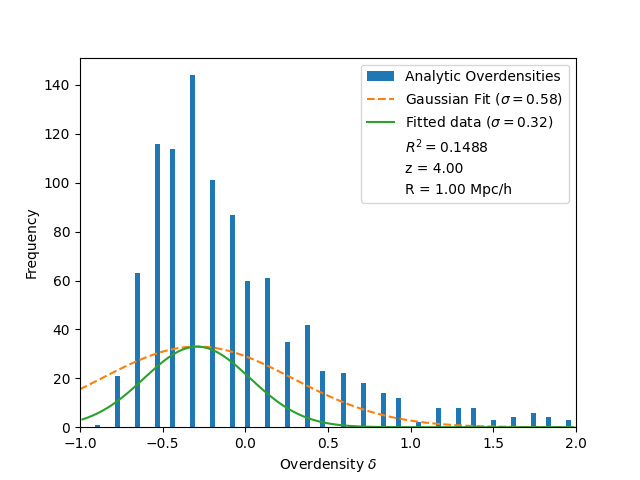 Analytic Overdensities
Gaussian Fit (σ = 0.58)
Fitted data (σ = 0.32)
R² = 0.1488
z = 4.00
R = 1.00 Mpc/h
Frequency
140
120
100
80
60
40
20
0
−1.0 −0.5 0.0 0.5 1.0 1.5 2.0
Overdensity δ